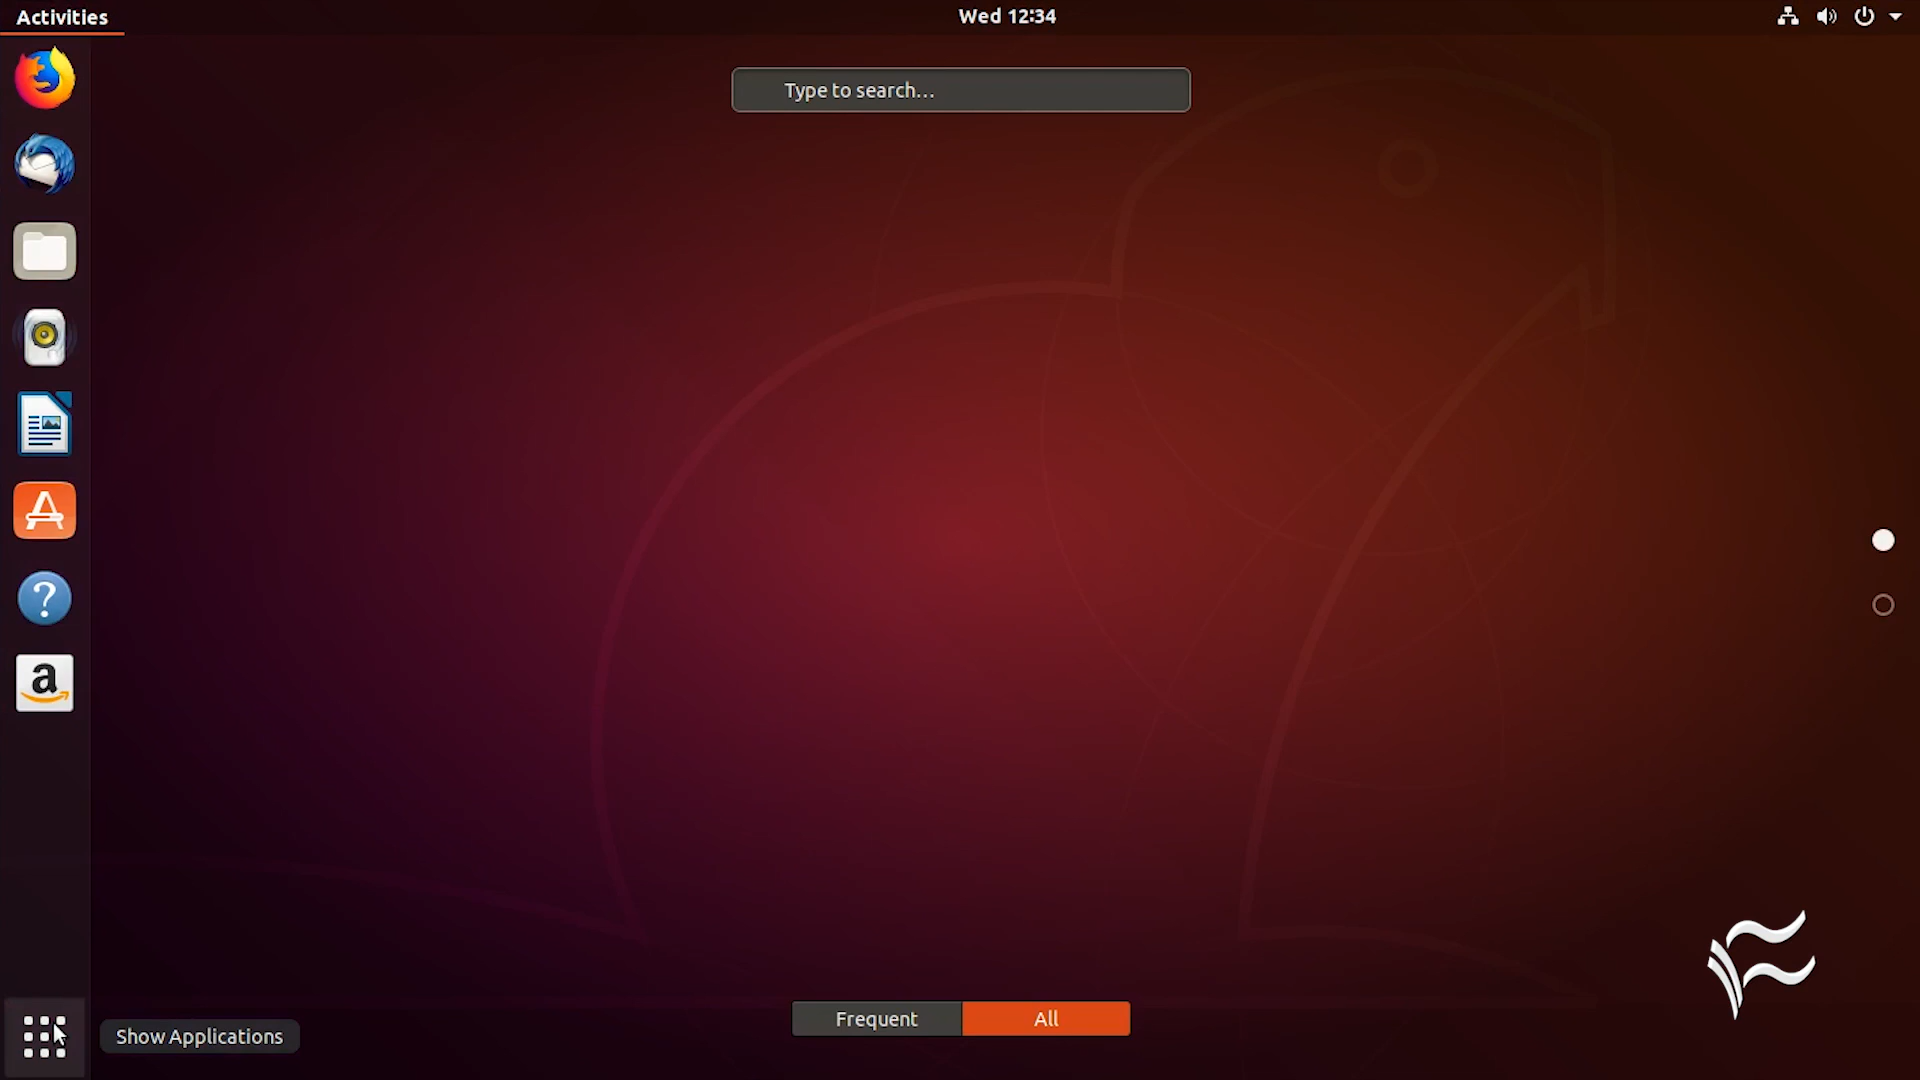 Activities
Wed 12:34
Type to search...
Show Applications
Frequent
All